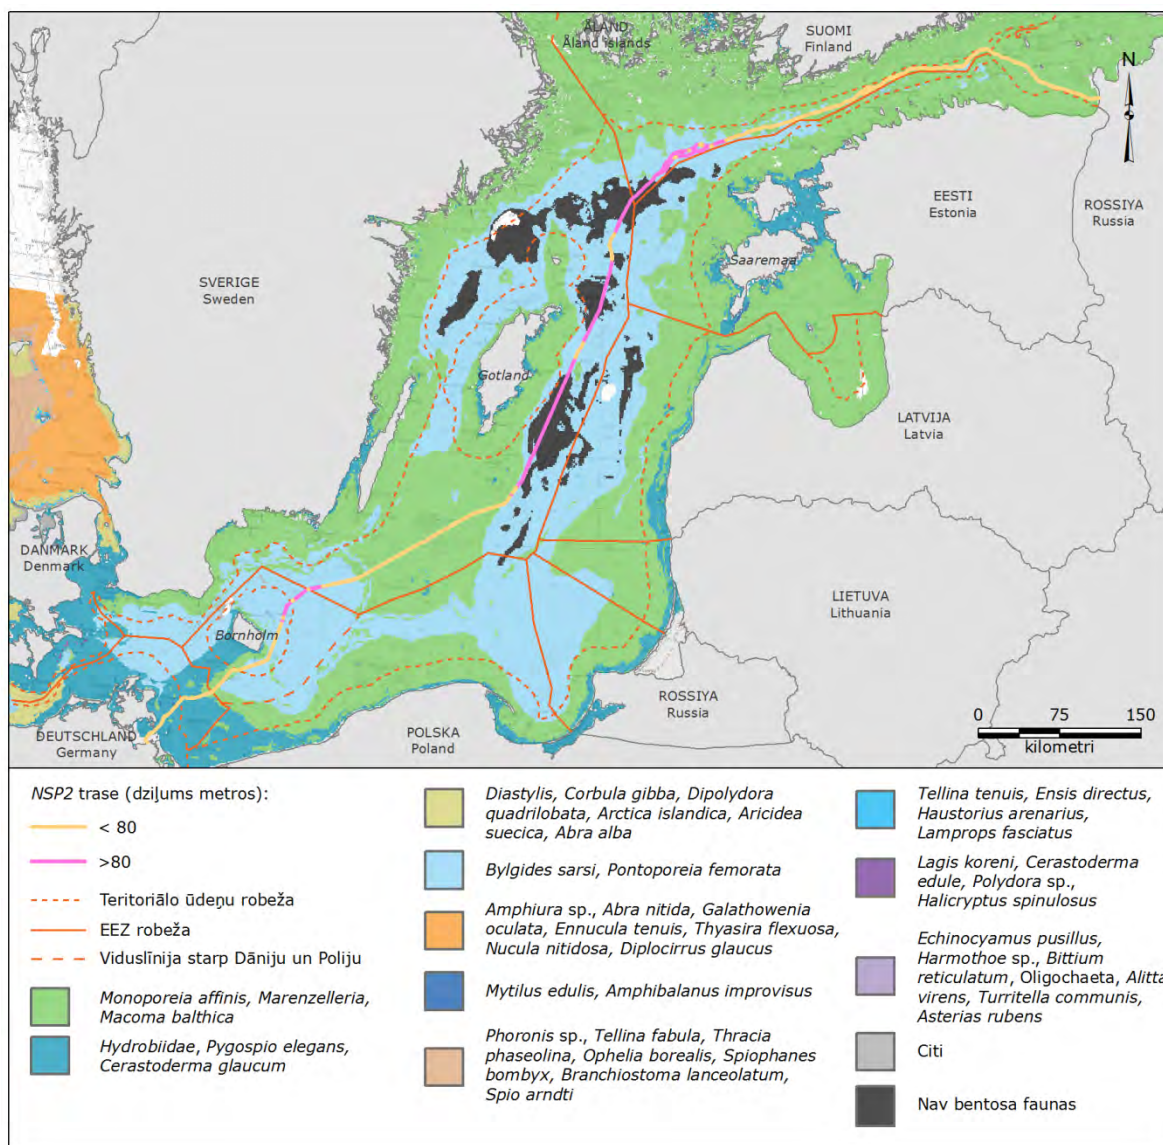 ÅLAND
Åland islands
SUOMI
Finland
N
EESTI
Estonia
ROSSIYA
Russia
SVERIGE
Sweden
Saaremaa
Gotland
LATVIJA
Latvia
DANMARK
Denmark
LIETUVA
Lithuania
Bornholm
ROSSIYA
Russia
DEUTSCHLAND
Germany
POLSKA
Poland
0 75 150
kilometri
NSP2 trase (dziļums metros):
< 80
>80
Teritoriālo ūdeņu robeža
EEZ robeža
Viduslīnija starp Dāniju un Poliju
Monoporeia affinis, Marenzelleria,
Macoma balthica
Hydrobiidae, Pygospio elegans,
Cerastoderma glaucum
Diastylis, Corbula gibba, Dipolydora
quadrilobata, Arctica islandica, Aricidea
suecica, Abra alba
Bylgides sarsi, Pontoporeia femorata
Amphiura sp., Abra nitida, Galathowenia
oculata, Ennucula tenuis, Thyasira flexuosa,
Nucula nitidosa, Diplocirrus glaucus
Mytilus edulis, Amphibalanus improvisus
Phoronis sp., Tellina fabula, Thracia
phaseolina, Ophelia borealis, Spiophanes
bombyx, Branchiostoma lanceolatum,
Spio arndti
Tellina tenuis, Ensis directus,
Haustorius arenarius,
Lamprops fasciatus
Lagis koreni, Cerastoderma
edule, Polydora sp.,
Halicryptus spinulosus
Echinocyamus pusillus,
Harmothoe sp., Bittium
reticulatum, Oligochaeta, Alitta
virens, Turritella communis,
Asterias rubens
Citi
Nav bentosa faunas